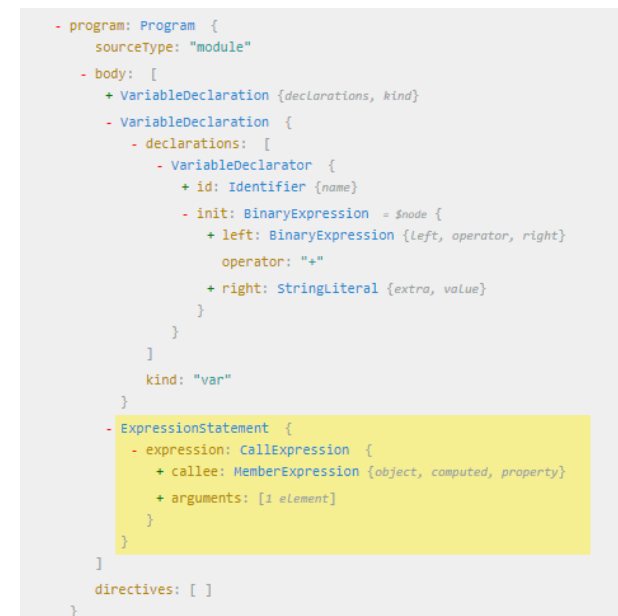 - program: Program {
sourceType: "module"
- body: [
+ VariableDeclaration {declarations, kind}
- VariableDeclaration {
- declarations: [
- VariableDeclarator {
+ id: Identifier {name}
- init: BinaryExpression = $node {
+ left: BinaryExpression {left, operator, right}
operator: "+"
+ right: StringLiteral {extra, value}
}
}
]
kind: "var"
}
- ExpressionStatement {
- expression: CallExpression {
+ callee: MemberExpression {object, computed, property}
+ arguments: [1 element]
}
}
]
directives: [ ]
}